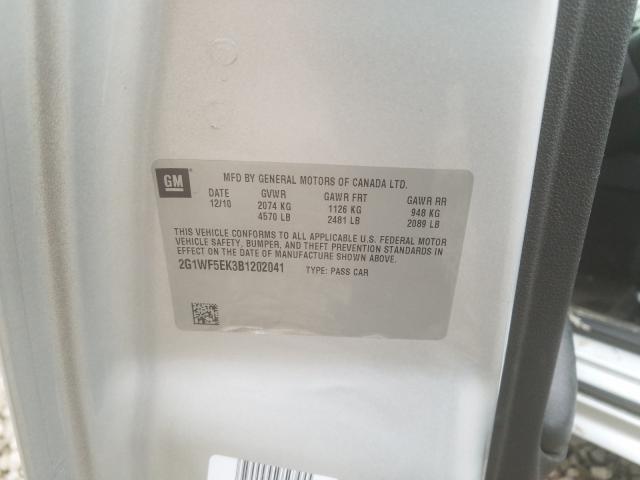 GM MFD BY GENERAL MOTORS OF CANADA LTD.
DATE GVWR GAWR FRT GAWR RR
12/10 2074 KG 1126 KG 948 KG
4570 LB 2481 LB 2089 LB
THIS VEHICLE CONFORMS TO ALL APPLICABLE U.S. FEDERAL MOTOR
VEHICLE SAFETY, BUMPER, AND THEFT PREVENTION STANDARDS IN
EFFECT ON THE DATE OF MANUFACTURE SHOWN ABOVE.
2G1WF5EK3B1202041 TYPE: PASS CAR